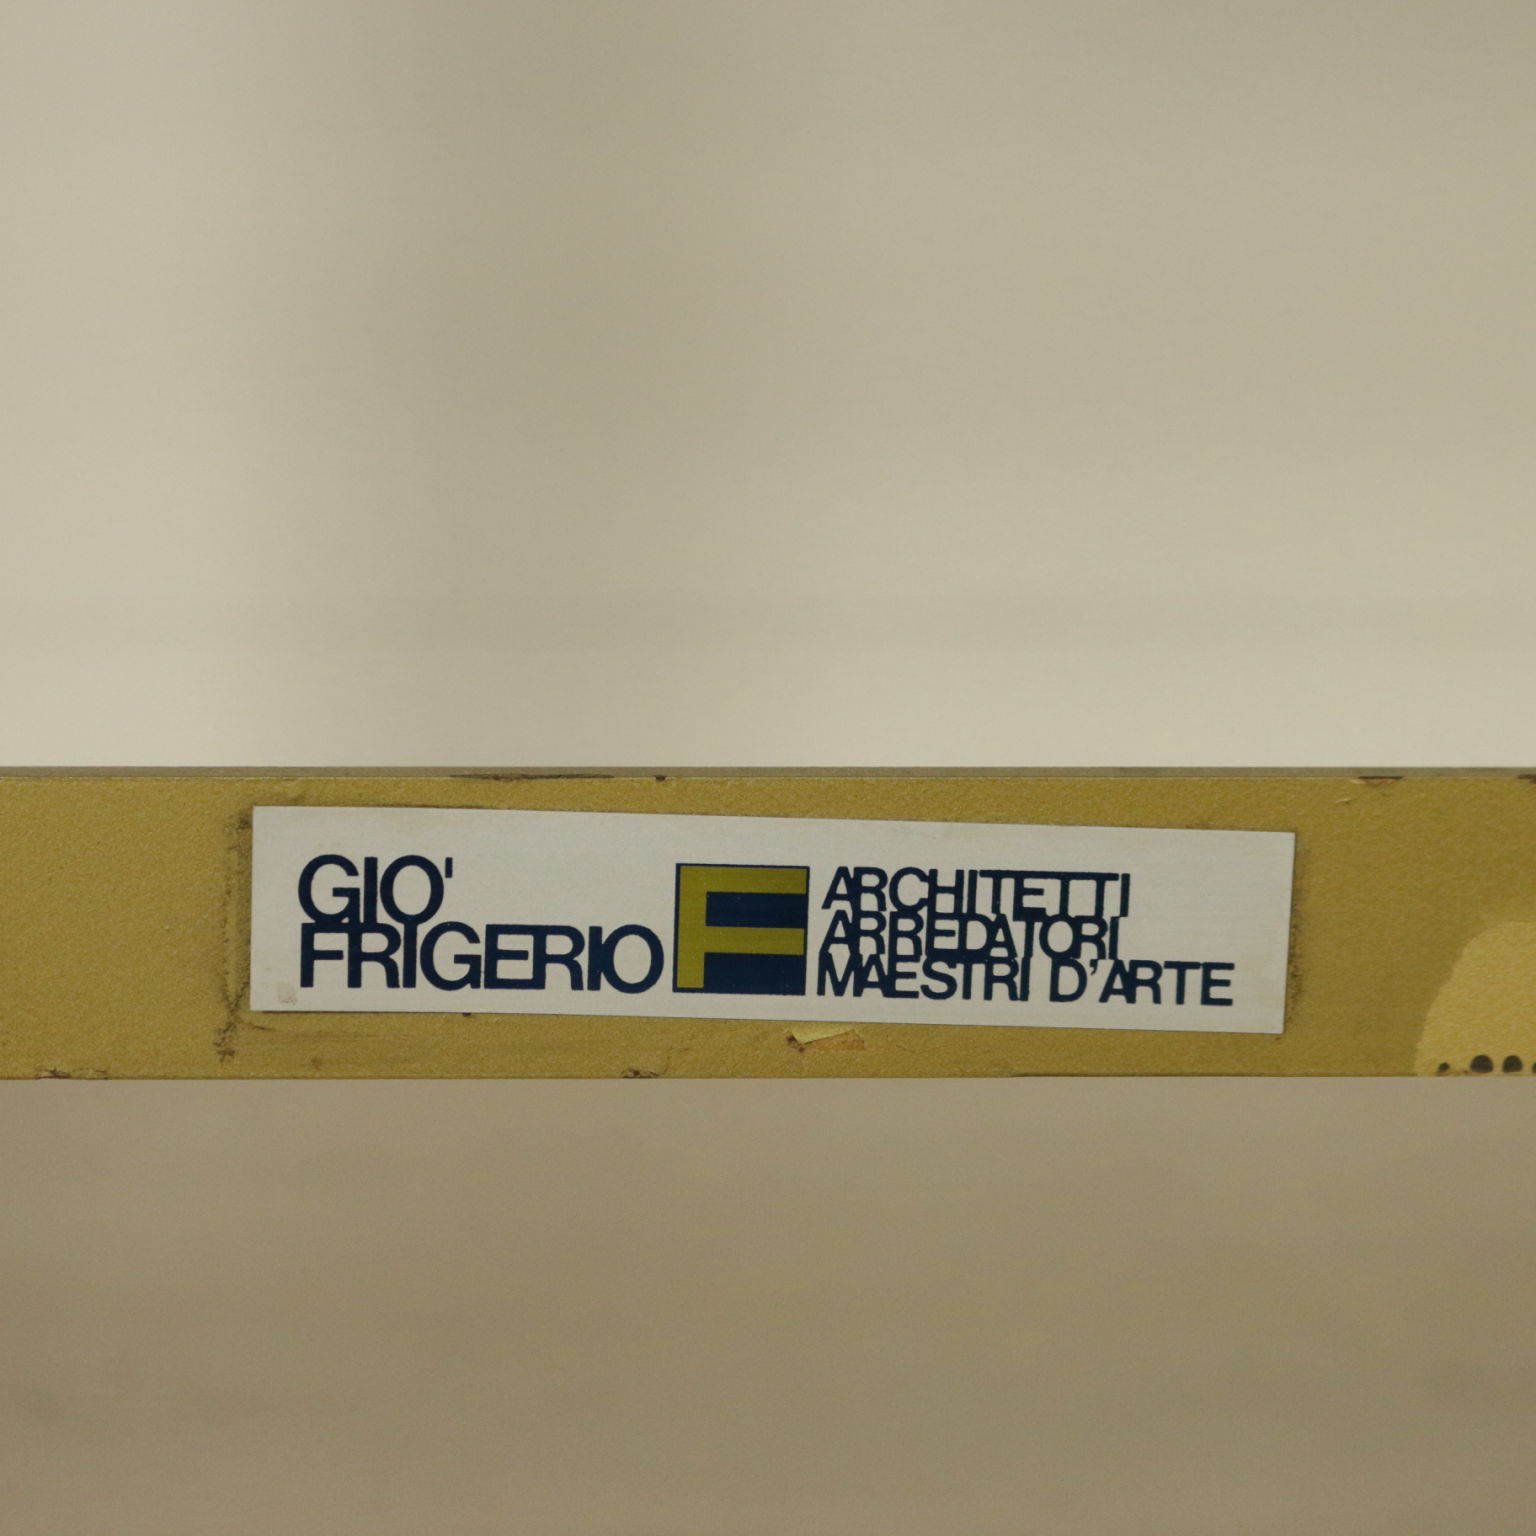 GIO'
FRIGERIO
F
ARCHITETTI
ARREDATORI
MAESTRI D'ARTE